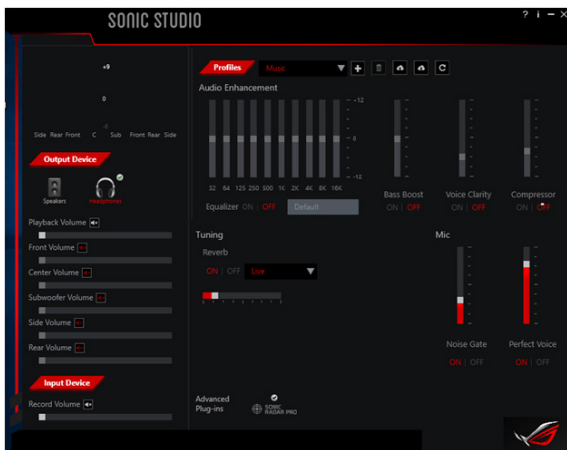 SONIC STUDIO
? i
+9
0
-9
Side Rear Front C Sub Front Rear Side
Output Device
Speakers
Headphones
Playback Volume
Front Volume
Center Volume
Subwoofer Volume
Side Volume
Rear Volume
Input Device
Record Volume
Profiles Music
Audio Enhancement
-12
0
-12
32 64 125 250 500 1K 2K 4K 8K 16K
Equalizer ON | OFF Default
Bass Boost
ON | OFF
Voice Clarity
ON | OFF
Compressor
ON | OFF
Tuning
Reverb
ON | OFF Live
Mic
Noise Gate
ON | OFF
Perfect Voice
ON | OFF
Advanced
Plug-ins
SONIC
RADAR PRO